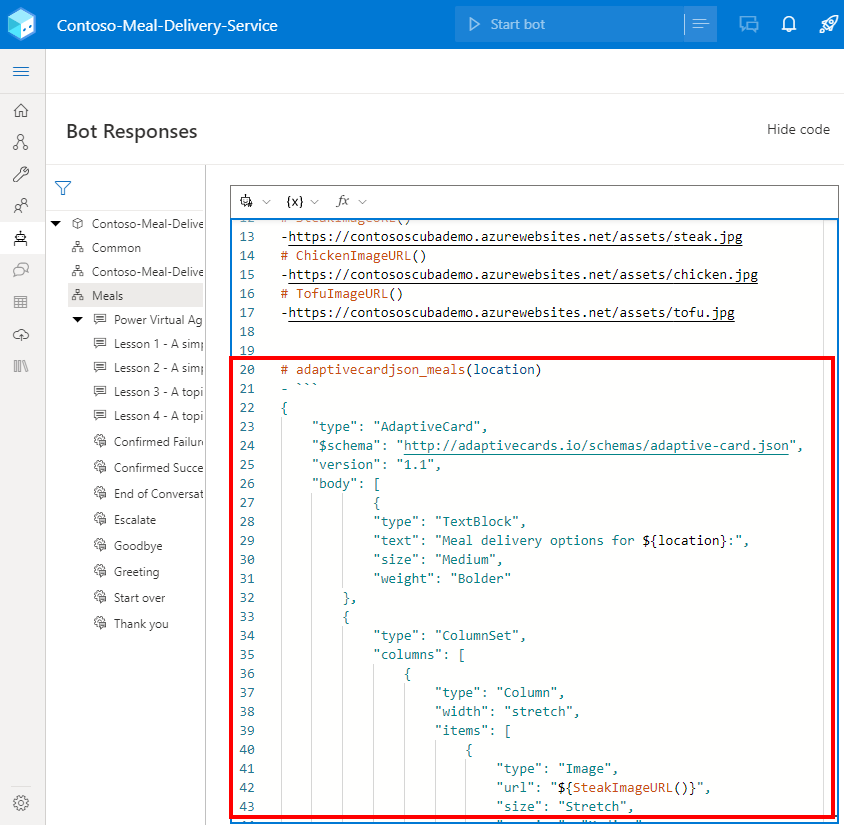 Contoso-Meal-Delivery-Service
Start bot
Bot Responses
Hide code
Contoso-Meal-Delive
Common
Contoso-Meal-Delive
Meals
Power Virtual Ag
Lesson 1 - A simp
Lesson 2 - A simp
Lesson 3 - A topi
Lesson 4 - A topi
Confirmed Failure
Confirmed Succe
End of Conversat
Escalate
Goodbye
Greeting
Start over
Thank you
{x} fx
12 # SteakImageURL()
13 -https://contososcubademo.azurewebsites.net/assets/steak.jpg
14 # ChickenImageURL()
15 -https://contososcubademo.azurewebsites.net/assets/chicken.jpg
16 # TofuImageURL()
17 -https://contososcubademo.azurewebsites.net/assets/tofu.jpg
18
19
20 # adaptivecardjson_meals(location)
21 - ```
22 {
23 "type": "AdaptiveCard",
24 "$schema": "http://adaptivecards.io/schemas/adaptive-card.json",
25 "version": "1.1",
26 "body": [
27 {
28 "type": "TextBlock",
29 "text": "Meal delivery options for ${location}:",
30 "size": "Medium",
31 "weight": "Bolder"
32 },
33 {
34 "type": "ColumnSet",
35 "columns": [
36 {
37 "type": "Column",
38 "width": "stretch",
39 "items": [
40 {
41 "type": "Image",
42 "url": "${SteakImageURL()}",
43 "size": "Stretch",